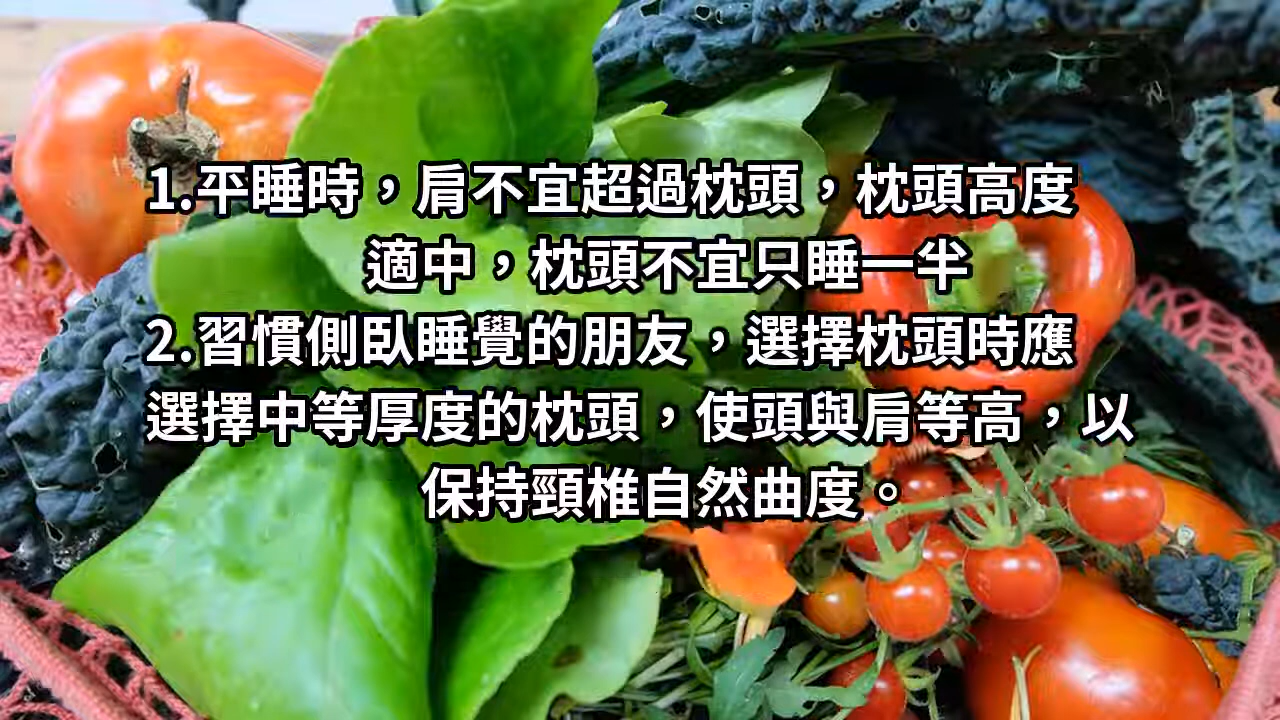 1.平睡時，肩不宜超過枕頭，枕頭高度
適中，枕頭不宜只睡一半
2.習慣側臥睡覺的朋友，選擇枕頭時應
選擇中等厚度的枕頭，使頭與肩等高，以
保持頸椎自然曲度。